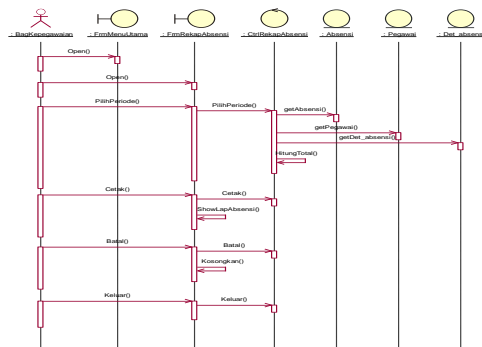 : BagKepegawaian : FrmMenuUtama : FrmRekapAbsensi : CtrlRekapAbsensi : Absensi : Pegawai : Det_absensi
Open()
Open()
PilihPeriode() PilihPeriode()
getAbsensi()
getPegawai()
getDet_absensi()
HitungTotal()
Cetak() Cetak()
ShowLapAbsensi()
Batal() Batal()
Kosongkan()
Keluar() Keluar()